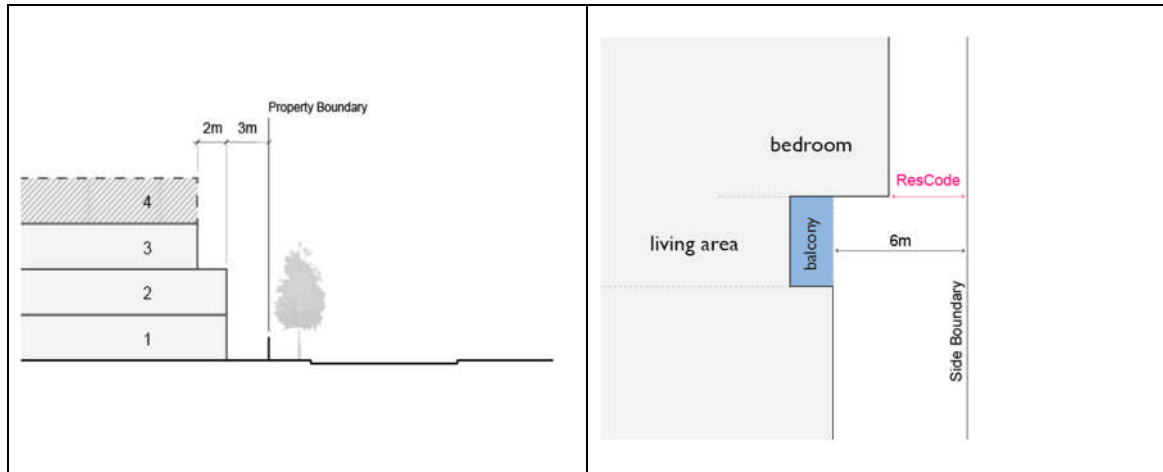 Property Boundary
2m 3m
4
3
2
1
bedroom
ResCode
living area
balcony
6m
Side Boundary